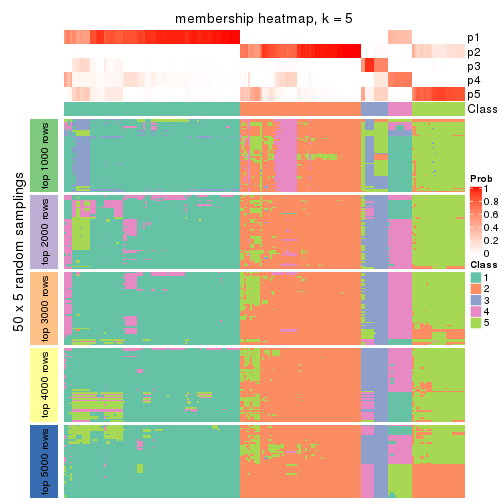 membership heatmap, k = 5
p1
p2
p3
p4
p5
Class
50 x 5 random samplings
top 1000 rows
top 2000 rows
top 3000 rows
top 4000 rows
top 5000 rows
Prob
1
0.8
0.6
0.4
0.2
0
Class
1
2
3
4
5